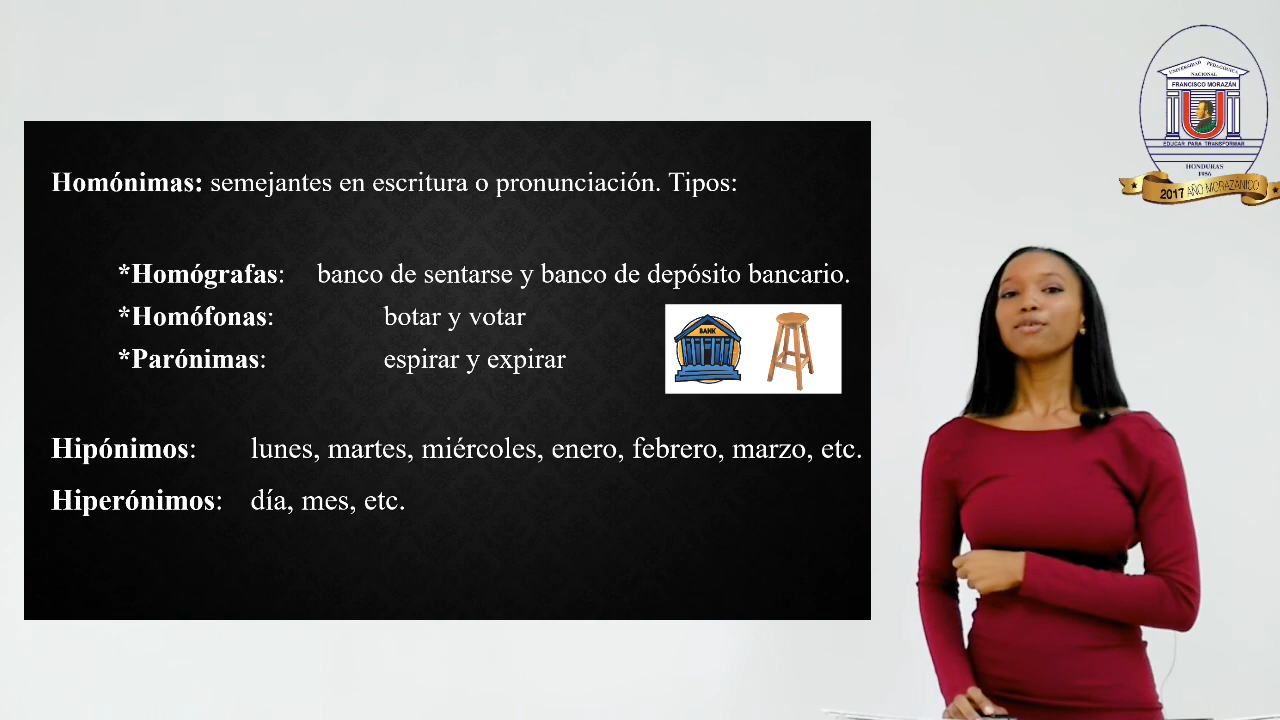 Homónimas: semejantes en escritura o pronunciación. Tipos:
*Homógrafas: banco de sentarse y banco de depósito bancario.
*Homófonas: botar y votar
*Parónimas: espirar y expirar
BANK
Hipónimos: lunes, martes, miércoles, enero, febrero, marzo, etc.
Hiperónimos: día, mes, etc.
UNIVERSIDAD PEDAGOGICA
NACIONAL
FRANCISCO MORAZÁN
EDUCAR PARA TRANSFORMAR
HONDURAS
1956
2017 AÑO MORAZÁNICO